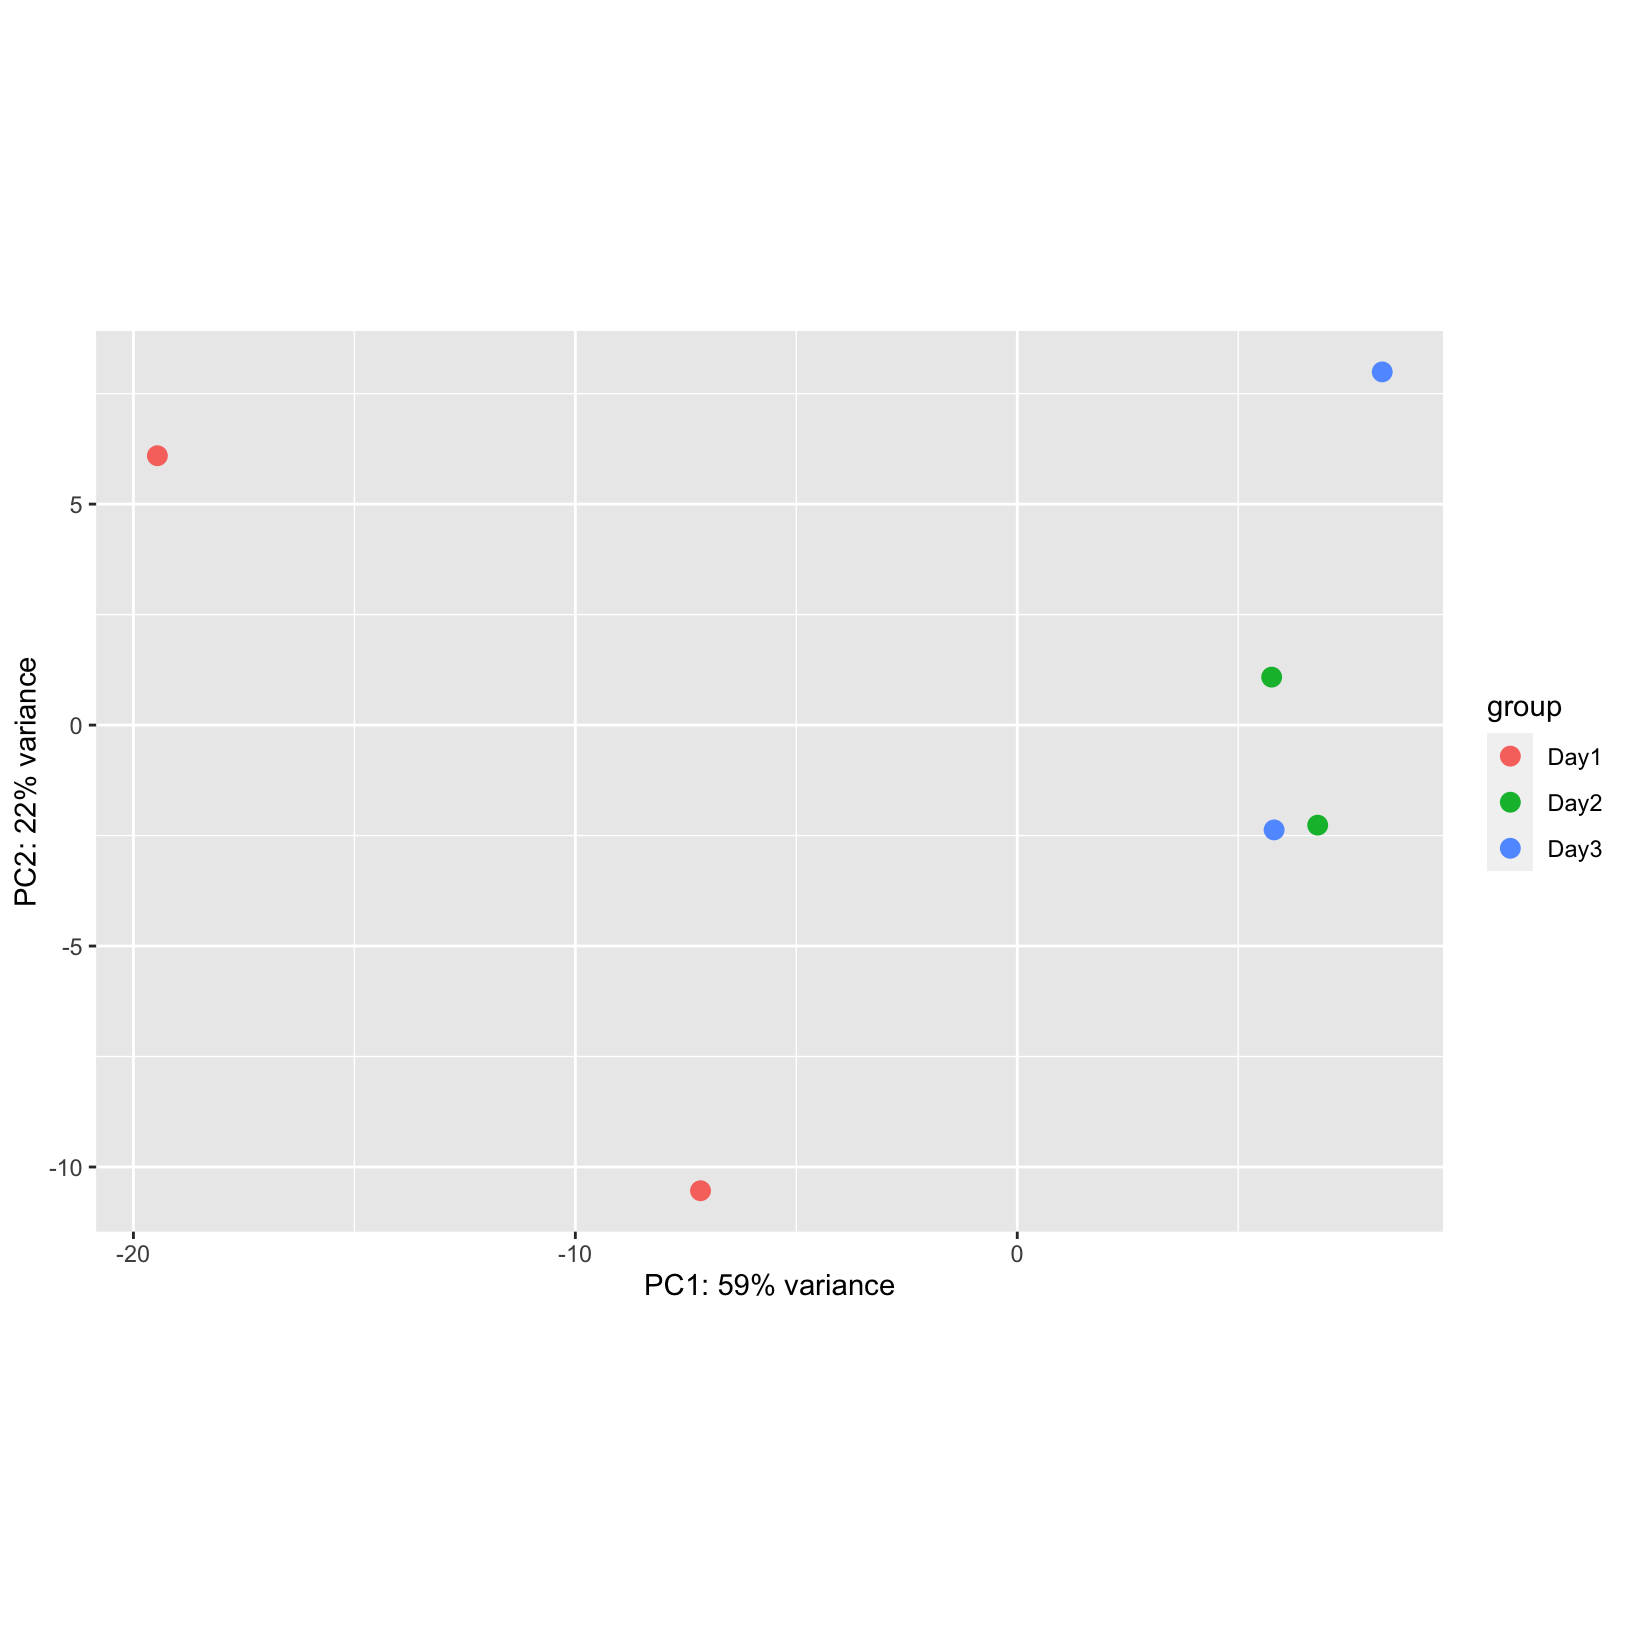 5
0
-5
-10
-20
-10
0
PC1: 59% variance
PC2: 22% variance
group
Day1
Day2
Day3